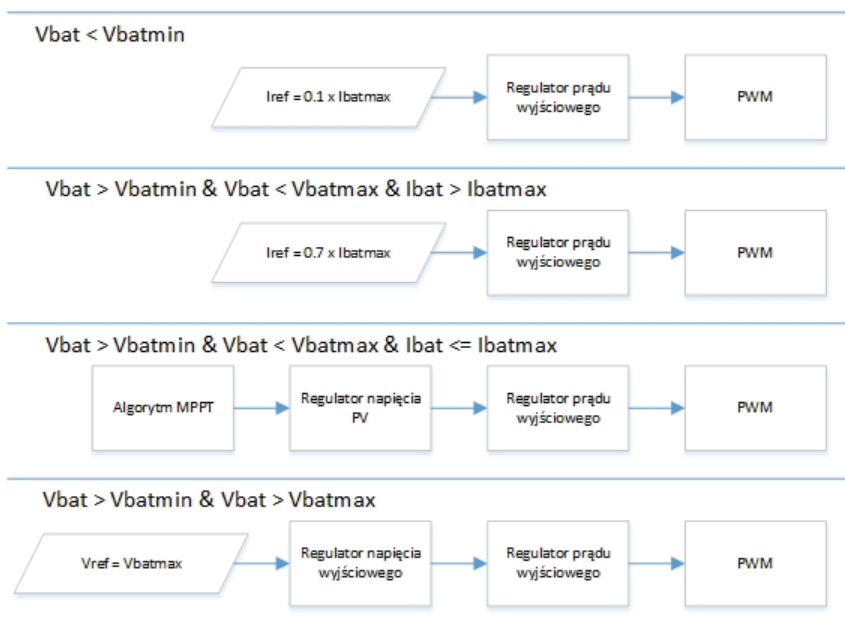 Vbat < Vbatmin
Iref = 0.1 x Ibatmax
Regulator prądu
wyjściowego
PWM
Vbat > Vbatmin & Vbat < Vbatmax & Ibat > Ibatmax
Iref = 0.7 x Ibatmax
Regulator prądu
wyjściowego
PWM
Vbat > Vbatmin & Vbat < Vbatmax & Ibat <= Ibatmax
Algorytm MPPT
Regulator napięcia
PV
Regulator prądu
wyjściowego
PWM
Vbat > Vbatmin & Vbat > Vbatmax
Vref = Vbatmax
Regulator napięcia
wyjściowego
Regulator prądu
wyjściowego
PWM